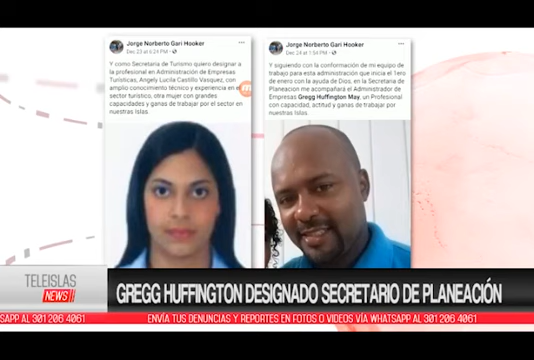 Jorge Norberto Gari Hooker
Dec 23 at 6:24 PM
Y como Secretaria de Turismo quiero designar a
la profesional en Administración de Empresas
Turísticas, Angely Lucila Castillo Vasquez, con
amplio conocimiento técnico y experiencia en el
sector turístico, otra mujer con grandes
capacidades y ganas de trabajar por el sector en
nuestras Islas.
Jorge Norberto Gari Hooker
Dec 24 at 1:54 PM
Y siguiendo con la conformación de mi equipo de
trabajo para esta administración que inicia el 1ero
de enero con la ayuda de Dios, en la Secretaria de
Planeacion me acompañará el Administrador de
Empresas Gregg Huffington May, un Profesional
con capacidad, actitud y ganas de trabajar por
nuestras Islas.
TELEISLAS
NEWS
GREGG HUFFINGTON DESIGNADO SECRETARIO DE PLANEACIÓN
SAPP AL 301 206 4061 ENVÍA TUS DENUNCIAS Y REPORTES EN FOTOS O VIDEOS VÍA WHATSAPP AL 301 206 4061